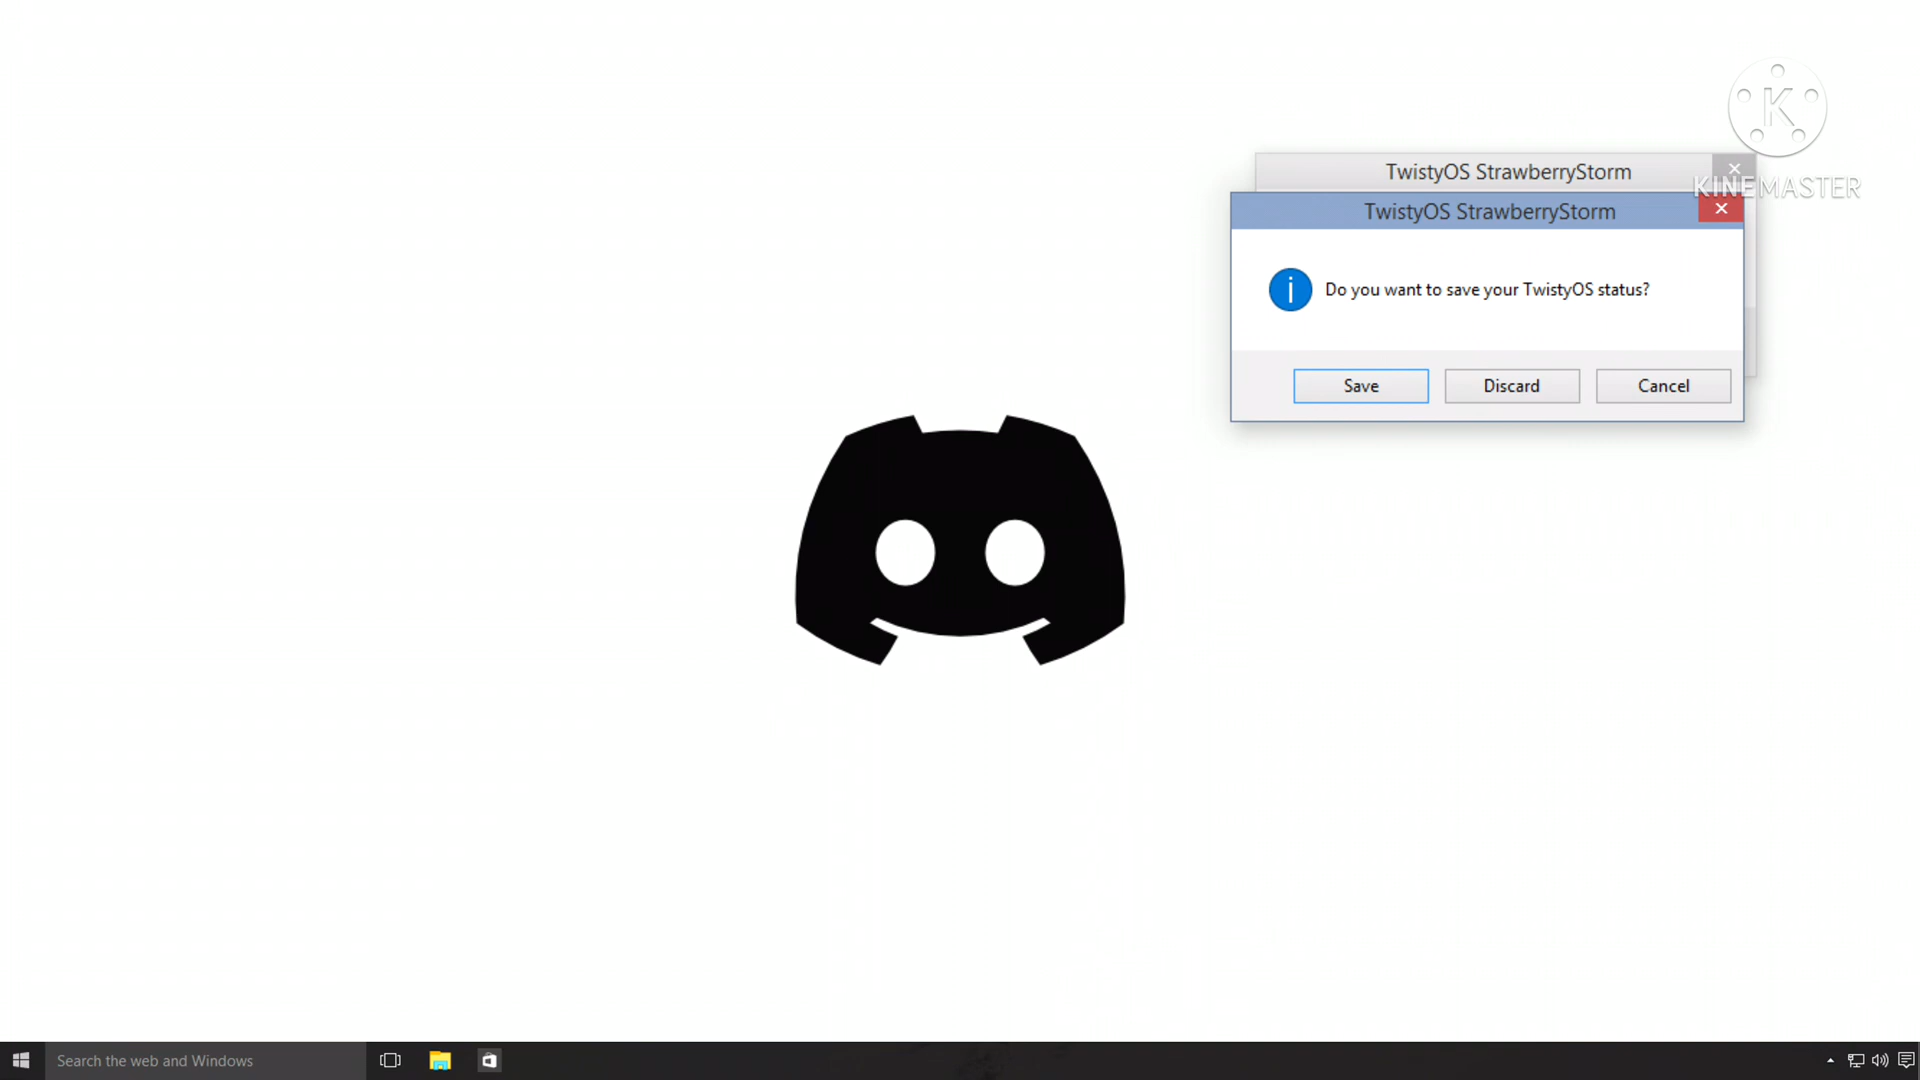 K
KINEMASTER
TwistyOS StrawberryStorm
TwistyOS StrawberryStorm
Do you want to save your TwistyOS status?
Save
Discard
Cancel
Search the web and Windows